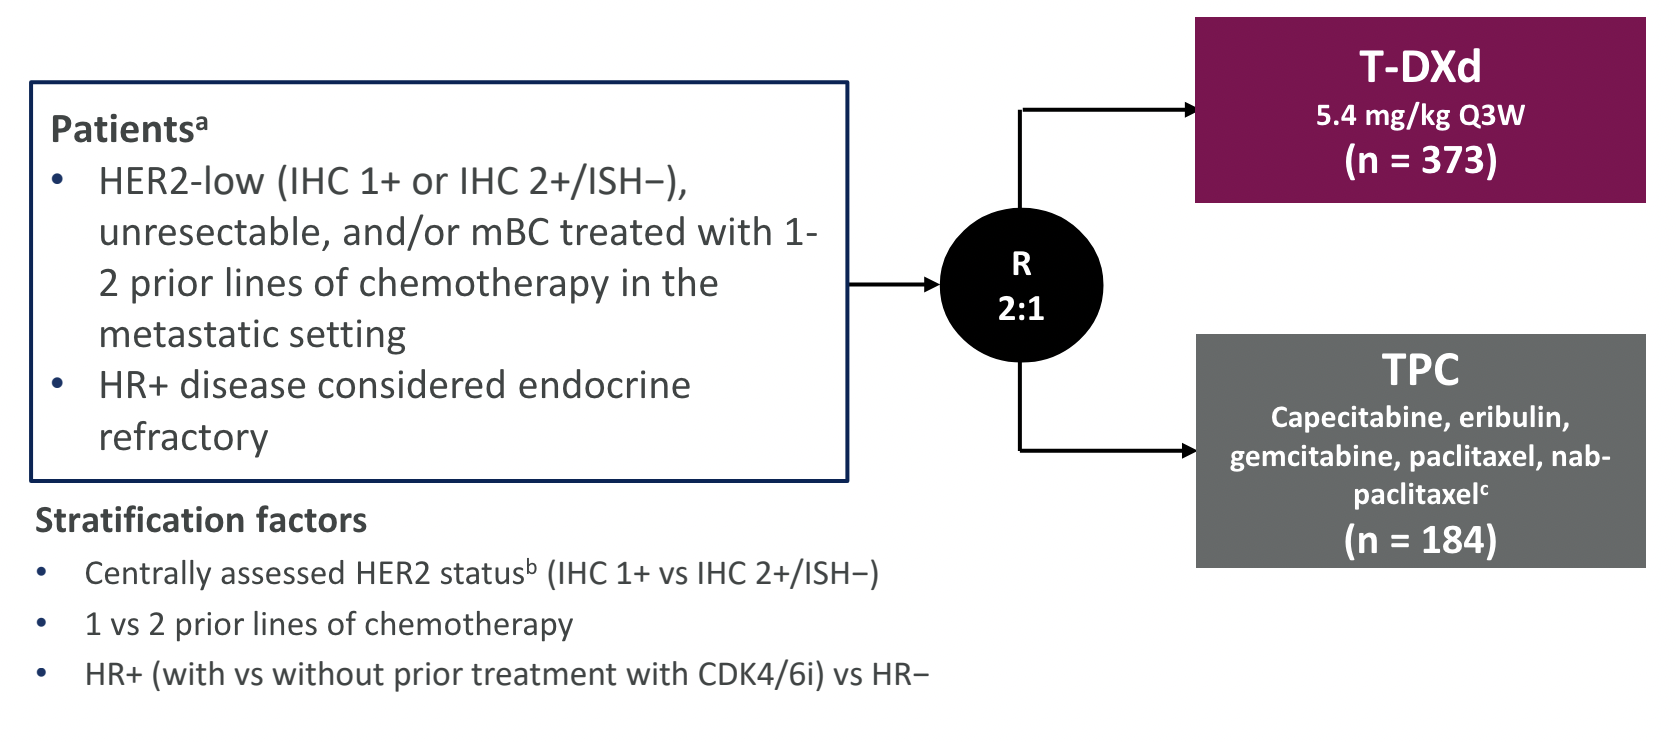 Patientsᵃ
• HER2-low (IHC 1+ or IHC 2+/ISH−),
unresectable, and/or mBC treated with 1-
2 prior lines of chemotherapy in the
metastatic setting
• HR+ disease considered endocrine
refractory
Stratification factors
• Centrally assessed HER2 statusᵇ (IHC 1+ vs IHC 2+/ISH−)
• 1 vs 2 prior lines of chemotherapy
• HR+ (with vs without prior treatment with CDK4/6i) vs HR−
R
2:1
T-DXd
5.4 mg/kg Q3W
(n = 373)
TPC
Capecitabine, eribulin,
gemcitabine, paclitaxel, nab-
paclitaxelᶜ
(n = 184)